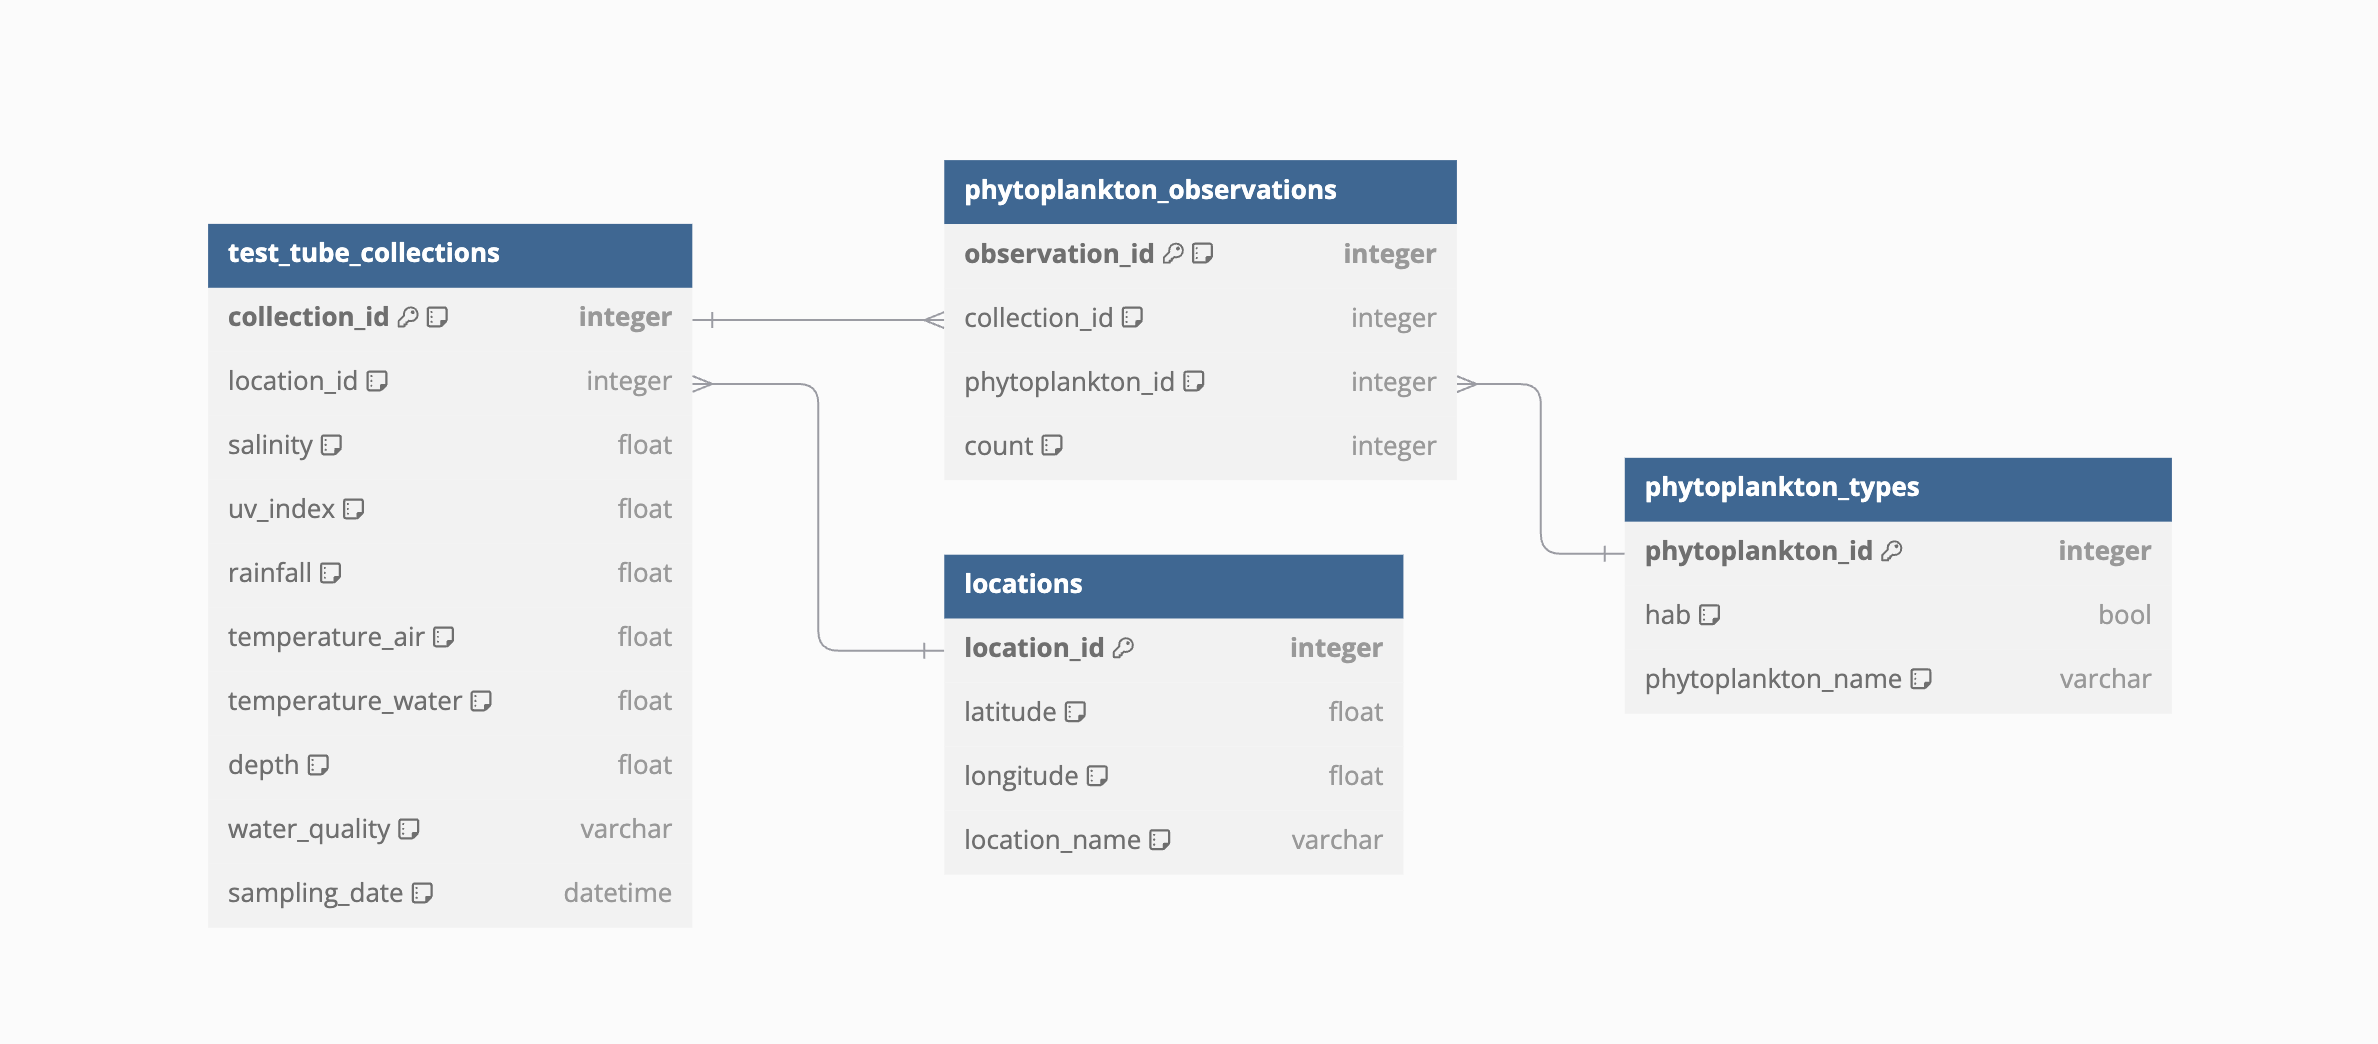 test_tube_collections
collection_id integer
location_id integer
salinity float
uv_index float
rainfall float
temperature_air float
temperature_water float
depth float
water_quality varchar
sampling_date datetime
phytoplankton_observations
observation_id integer
collection_id integer
phytoplankton_id integer
count integer
locations
location_id integer
latitude float
longitude float
location_name varchar
phytoplankton_types
phytoplankton_id integer
hab bool
phytoplankton_name varchar